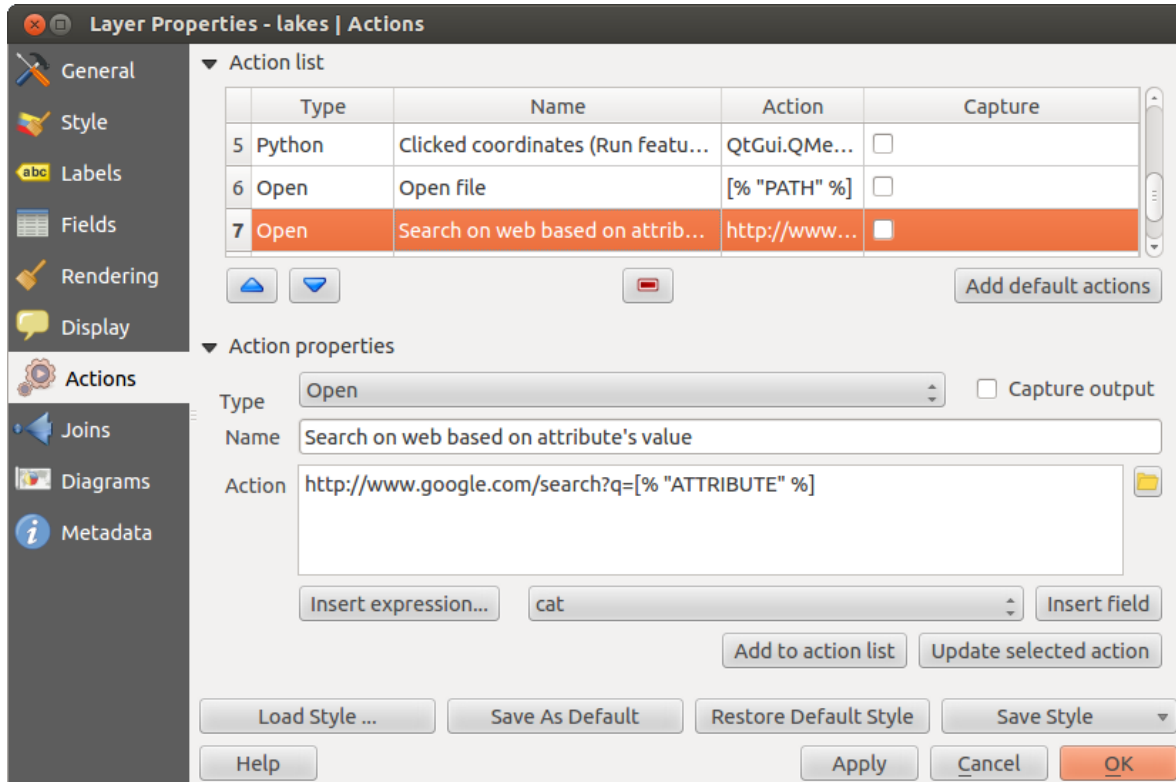 Layer Properties - lakes | Actions
General
Style
abc Labels
Fields
Rendering
Display
Actions
Joins
Diagrams
i Metadata
Action list
Type Name Action Capture
5 Python Clicked coordinates (Run featu... QtGui.QMe...
6 Open Open file [% "PATH" %]
7 Open Search on web based on attrib... http://www...
Add default actions
Action properties
Type Open Capture output
Name Search on web based on attribute's value
Action http://www.google.com/search?q=[% "ATTRIBUTE" %]
Insert expression... cat Insert field
Add to action list Update selected action
Load Style ... Save As Default Restore Default Style Save Style
Help Apply Cancel OK